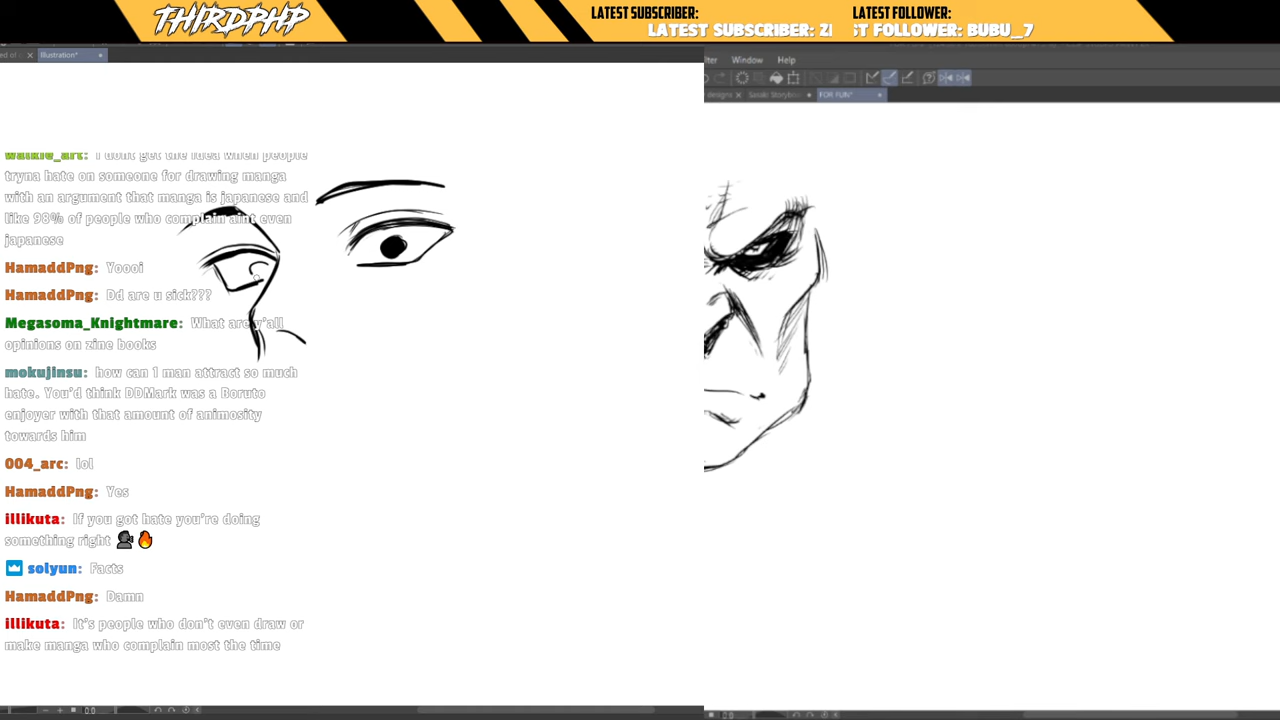 THIRDPHP
LATEST SUBSCRIBER:
LATEST SUBSCRIBER: ZI
LATEST FOLLOWER:
ST FOLLOWER: BUBU_7
Illustration*
Window Help
designs
Sasaki Storyboa
FOR FUN*
walkio_art: I dont get the idea when people
tryna hate on someone for drawing manga
with an argument that manga is japanese and
like 98% of people who complain aint even
japanese
HamaddPng: Yoooi
HamaddPng: Dd are u sick???
Megasoma_Knightmare: What are y'all
opinions on zine books
mokujinsu: how can 1 man attract so much
hate. You'd think DDMark was a Boruto
enjoyer with that amount of animosity
towards him
004_arc: lol
HamaddPng: Yes
illikuta: If you got hate you're doing
something right
solyun: Facts
HamaddPng: Damn
illikuta: It's people who don't even draw or
make manga who complain most the time